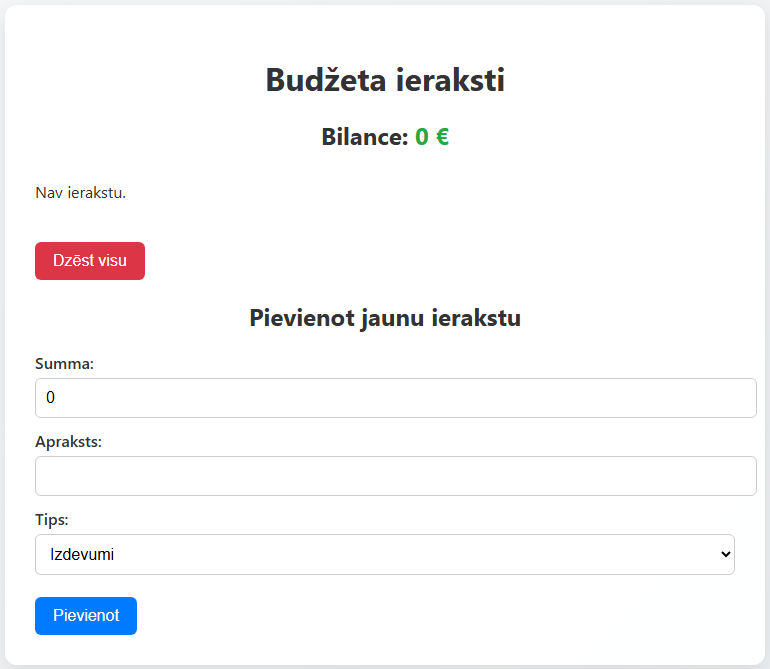 Budžeta ieraksti
Bilance: 0 €
Nav ierakstu.
Dzēst visu
Pievienot jaunu ierakstu
Summa:
0
Apraksts:
Tips:
Izdevumi
Pievienot